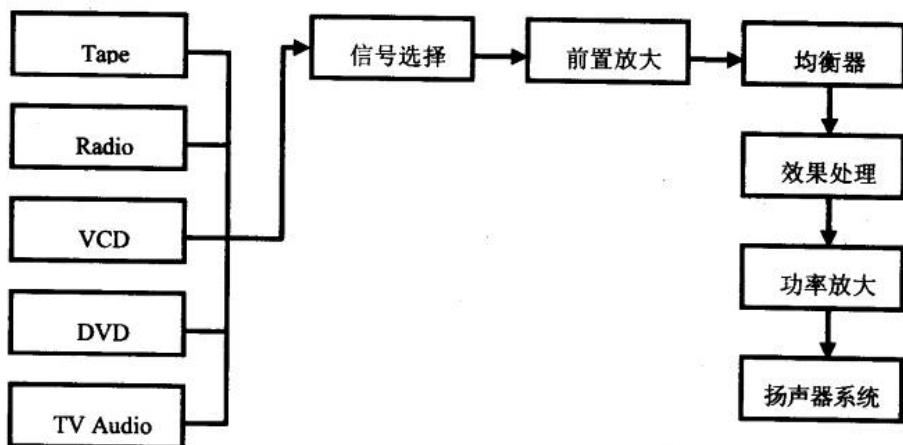 Tape
Radio
VCD
DVD
TV Audio
信号选择
前置放大
均衡器
效果处理
功率放大
扬声器系统